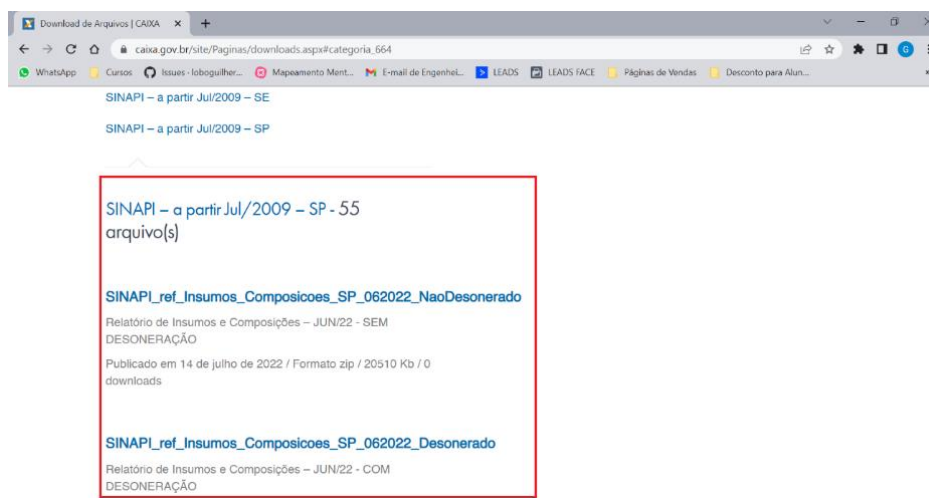 Download de Arquivos | CAIXA
caixa.gov.br/site/Paginas/downloads.aspx#categoria_664
G
WhatsApp Cursos Issues · loboguilher... Mapeamento Ment... E-mail de Engenhei... LEADS LEADS FACE Páginas de Vendas Desconto para Alun...
SINAPI – a partir Jul/2009 – SE
SINAPI – a partir Jul/2009 – SP
SINAPI – a partir Jul/2009 – SP - 55
arquivo(s)
SINAPI_ref_Insumos_Composicoes_SP_062022_NaoDesonerado
Relatório de Insumos e Composições – JUN/22 - SEM
DESONERAÇÃO
Publicado em 14 de julho de 2022 / Formato zip / 20510 Kb / 0
downloads
SINAPI_ref_Insumos_Composicoes_SP_062022_Desonerado
Relatório de Insumos e Composições – JUN/22 - COM
DESONERAÇÃO